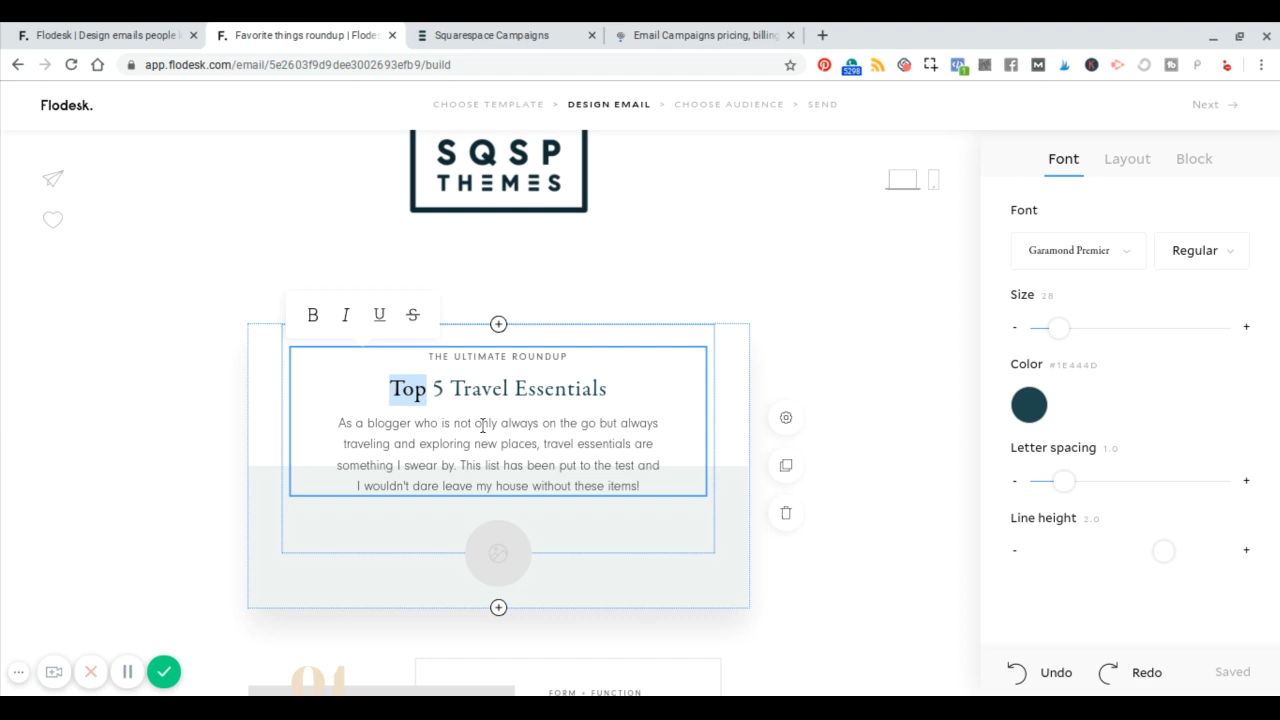 F. Flodesk | Design emails people
F. Favorite things roundup | Flodes
Squarespace Campaigns
Email Campaigns pricing, billing
app.flodesk.com/email/5e2603f9d9dee3002693efb9/build
5298
1
Flodesk.
CHOOSE TEMPLATE > DESIGN EMAIL > CHOOSE AUDIENCE > SEND
Next
SQSP
THEMES
B I U S
THE ULTIMATE ROUNDUP
Top 5 Travel Essentials
As a blogger who is not only always on the go but always
traveling and exploring new places, travel essentials are
something I swear by. This list has been put to the test and
I wouldn't dare leave my house without these items!
01
FORM + FUNCTION
Font Layout Block
Font
Garamond Premier Regular
Size 28
- +
Color #1E444D
Letter spacing 1.0
- +
Line height 2.0
- +
Undo Redo Saved